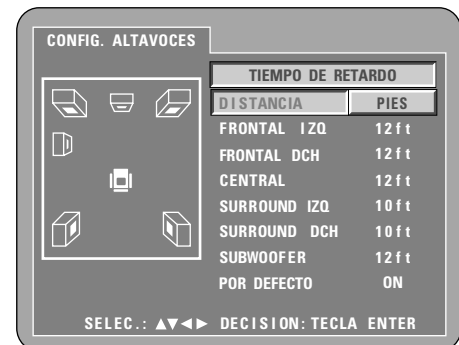 CONFIG. ALTAVOCES
TIEMPO DE RETARDO
DISTANCIA PIES
FRONTAL IZQ 12ft
FRONTAL DCH 12ft
CENTRAL 12ft
SURROUND IZQ 10ft
SURROUND DCH 10ft
SUBWOOFER 12ft
POR DEFECTO ON
SELEC.: ▲▼◄► DECISION: TECLA ENTER